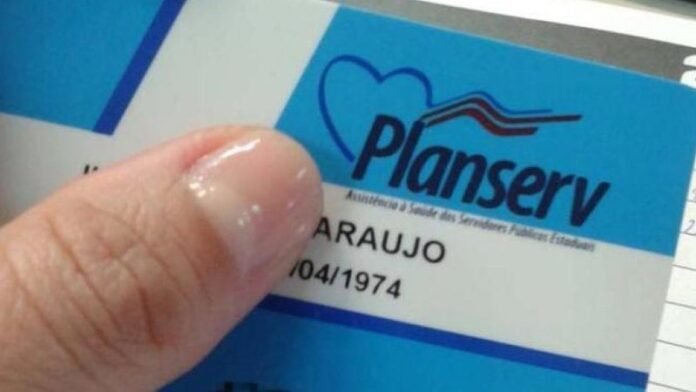 Planserv
Assistência à Saúde dos Servidores Públicos Estaduais
ARAUJO
/04/1974